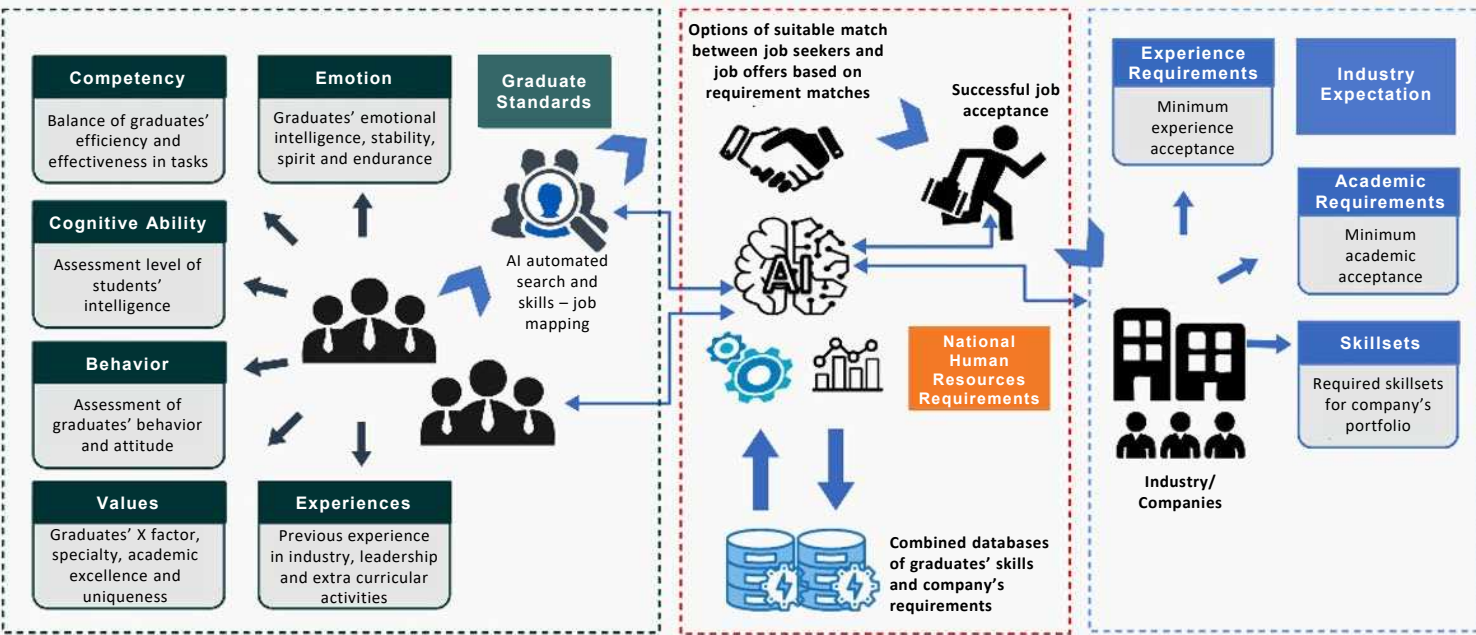 Competency
Balance of graduates’
efficiency and
effectiveness in tasks
Emotion
Graduates’ emotional
intelligence, stability,
spirit and endurance
Graduate
Standards
Cognitive Ability
Assessment level of
students’
intelligence
AI automated
search and
skills – job
mapping
Behavior
Assessment of
graduates’ behavior
and attitude
Values
Graduates’ X factor,
specialty, academic
excellence and
uniqueness
Experiences
Previous experience
in industry, leadership
and extra curricular
activities
Options of suitable match
between job seekers and
job offers based on
requirement matches
Successful job
acceptance
AI
National
Human
Resources
Requirements
Combined databases
of graduates’ skills
and company’s
requirements
Experience
Requirements
Minimum
experience
acceptance
Industry
Expectation
Academic
Requirements
Minimum
academic
acceptance
Skillsets
Required skillsets
for company’s
portfolio
Industry/
Companies